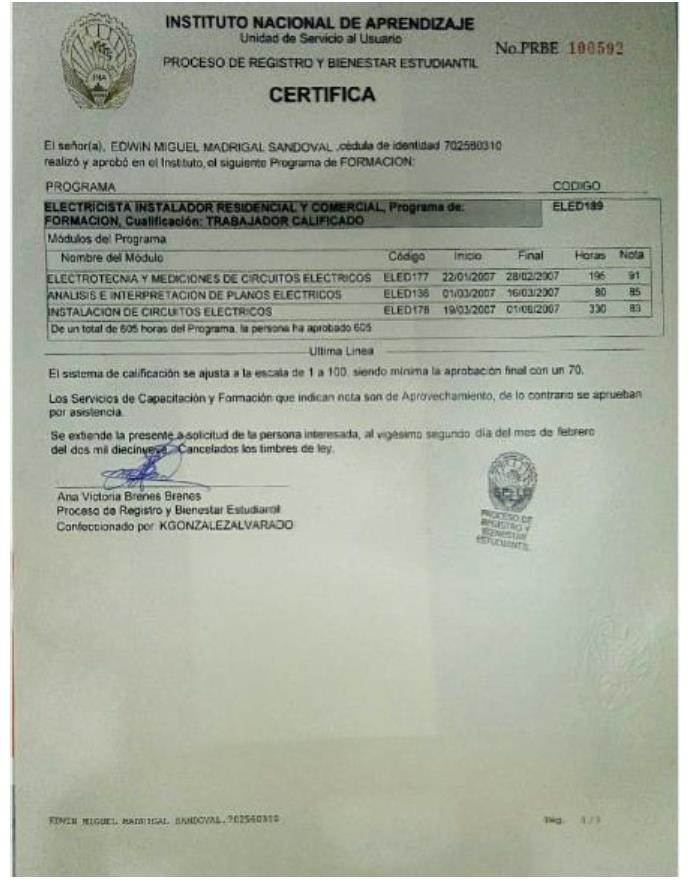 INSTITUTO NACIONAL DE APRENDIZAJE
Unidad de Servicio al Usuario
No.PRBE 100592
PROCESO DE REGISTRO Y BIENESTAR ESTUDIANTIL
INA
CERTIFICA
El señor(a), EDWIN MIGUEL MADRIGAL SANDOVAL ,cédula de identidad 702560310
realizó y aprobó en el Instituto, el siguiente Programa de FORMACION:
PROGRAMA CODIGO
ELECTRICISTA INSTALADOR RESIDENCIAL Y COMERCIAL, Programa de: ELED189
FORMACION, Cualificación: TRABAJADOR CALIFICADO
Módulos del Programa
Nombre del Módulo Código Inicio Final Horas Nota
ELECTROTECNIA Y MEDICIONES DE CIRCUITOS ELECTRICOS ELED177 22/01/2007 28/02/2007 195 91
ANALISIS E INTERPRETACION DE PLANOS ELECTRICOS ELED136 01/03/2007 16/03/2007 80 85
INSTALACION DE CIRCUITOS ELECTRICOS ELED178 19/03/2007 01/06/2007 330 83
De un total de 605 horas del Programa, la persona ha aprobado 605
Ultima Linea
El sistema de calificación se ajusta a la escala de 1 a 100, siendo mínima la aprobación final con un 70.
Los Servicios de Capacitación y Formación que indican nota son de Aprovechamiento, de lo contrario se aprueban
por asistencia.
Se extiende la presente a solicitud de la persona interesada, al vigésimo segundo día del mes de febrero
del dos mil diecinueve. Cancelados los timbres de ley.
Ana Victoria Brenes Brenes
Proceso de Registro y Bienestar Estudiantil
Confeccionado por KGONZALEZALVARADO
PROCESO DE
REGISTRO Y
BIENESTAR
ESTUDIANTIL
EDWIN MIGUEL MADRIGAL SANDOVAL,702560310 Pág. 1/1